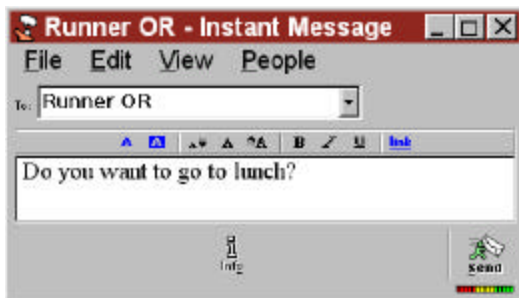 Runner OR - Instant Message
File Edit View People
To: Runner OR
A A A A A B I U link
Do you want to go to lunch?
Info
Send